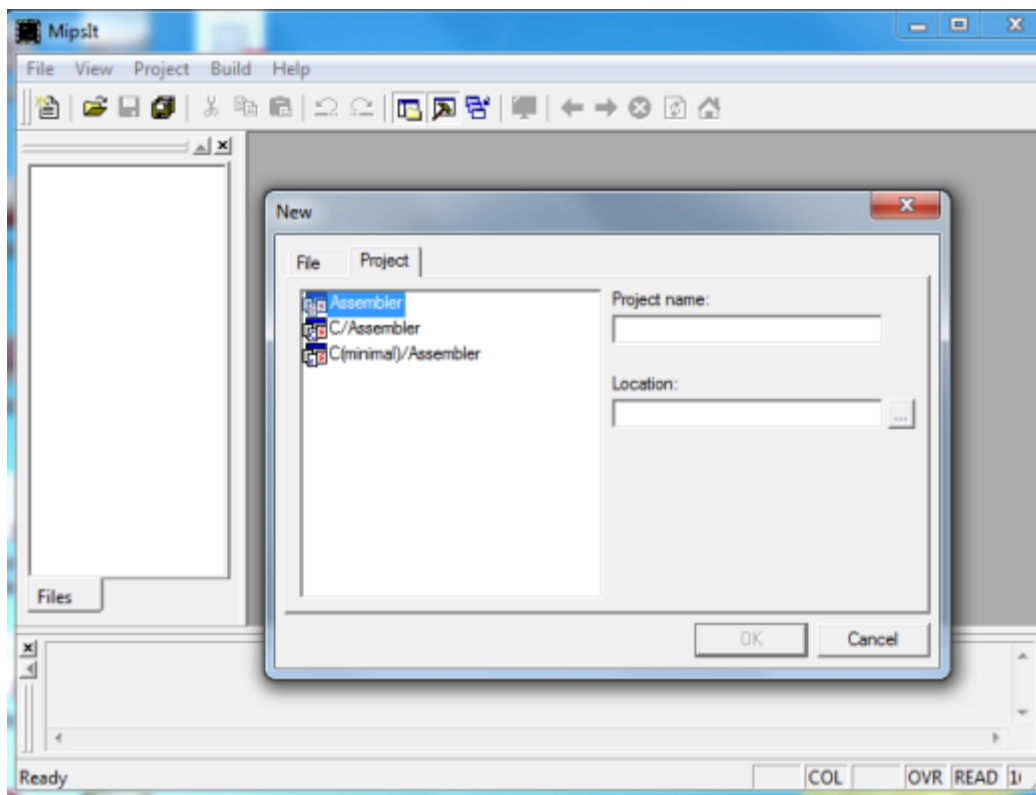 MipsIt
File View Project Build Help
New
File Project
Assembler
C/Assembler
C(minimal)/Assembler
Project name:
Location:
...
OK Cancel
Files
Ready COL OVR READ